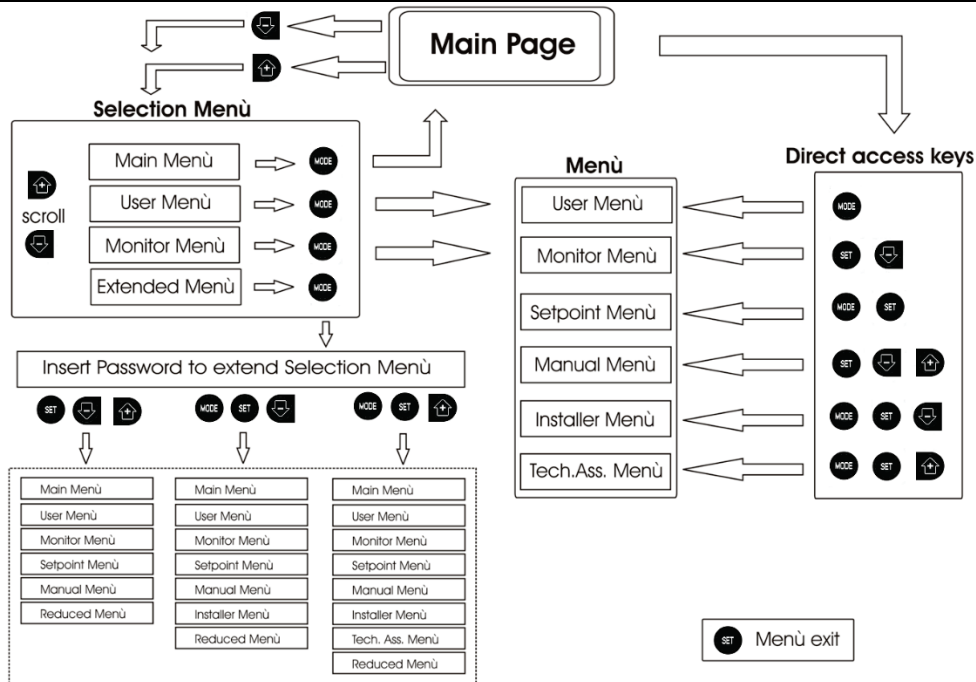 Main Page
Selection Menù
Main Menù MODE
User Menù MODE
scroll
Monitor Menù MODE
Extended Menù MODE
Insert Password to extend Selection Menù
SET - +
MODE SET -
MODE SET +
Main Menù
User Menù
Monitor Menù
Setpoint Menù
Manual Menù
Reduced Menù
Main Menù
User Menù
Monitor Menù
Setpoint Menù
Manual Menù
Installer Menù
Reduced Menù
Main Menù
User Menù
Monitor Menù
Setpoint Menù
Manual Menù
Installer Menù
Tech. Ass. Menù
Reduced Menù
Menù
User Menù
Monitor Menù
Setpoint Menù
Manual Menù
Installer Menù
Tech.Ass. Menù
Direct access keys
MODE
SET -
MODE SET
SET - +
MODE SET -
MODE SET +
SET Menù exit